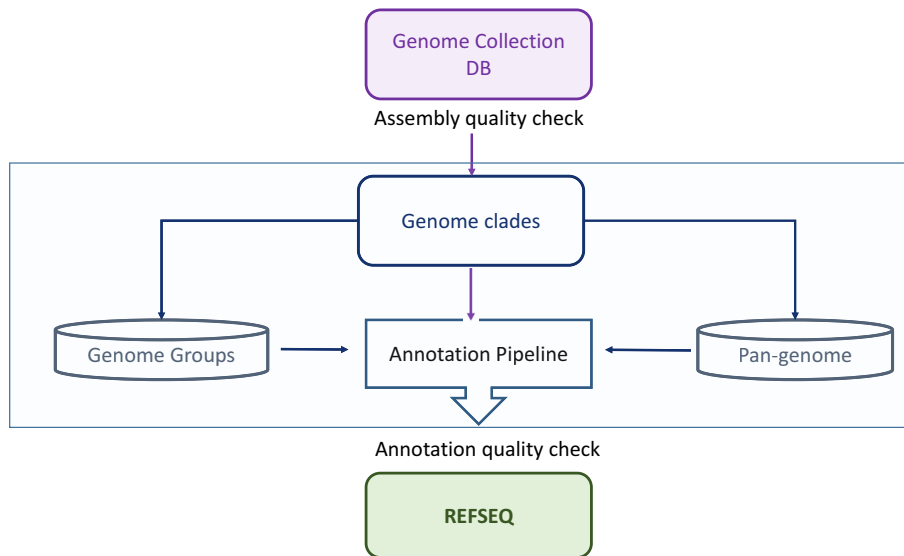 Genome Collection
DB
Assembly quality check
Genome clades
Genome Groups
Annotation Pipeline
Pan-genome
Annotation quality check
REFSEQ